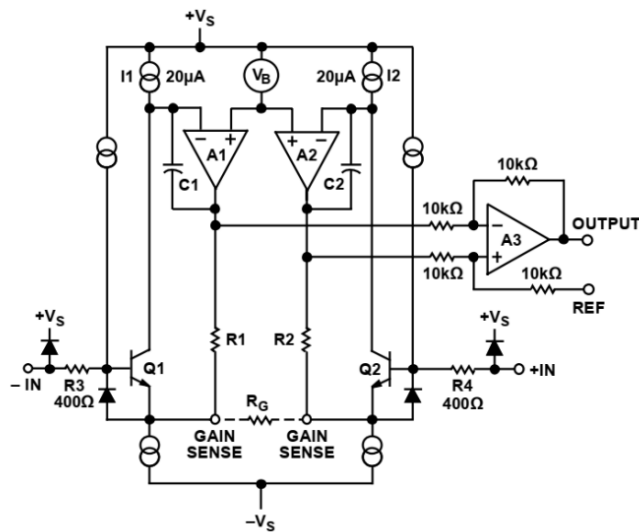 +VS
I1
20μA
VB
20μA
I2
−
+
+
−
A1
A2
C1
C2
10kΩ
10kΩ
−
A3
+
OUTPUT
10kΩ
10kΩ
REF
+VS
R1
R2
+VS
− IN
R3
400Ω
Q1
Q2
R4
400Ω
+IN
RG
GAIN
SENSE
GAIN
SENSE
−VS